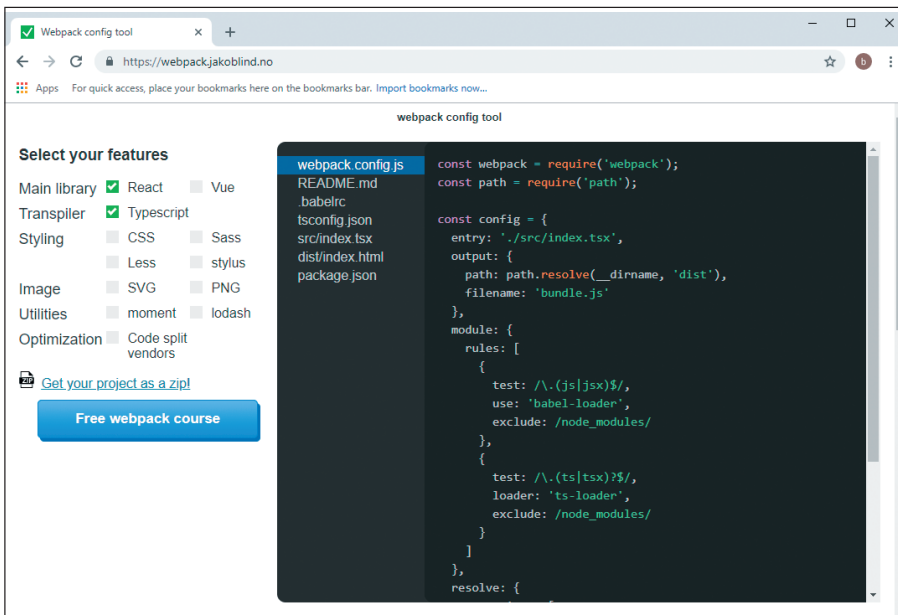 Webpack config tool
https://webpack.jakoblind.no
b
Apps For quick access, place your bookmarks here on the bookmarks bar. Import bookmarks now...
webpack config tool
Select your features
Main library React Vue
Transpiler Typescript
Styling CSS Sass
Less stylus
Image SVG PNG
Utilities moment lodash
Optimization Code split
vendors
ZIP Get your project as a zip!
Free webpack course
webpack.config.js
README.md
.babelrc
tsconfig.json
src/index.tsx
dist/index.html
package.json
const webpack = require('webpack');
const path = require('path');
const config = {
entry: './src/index.tsx',
output: {
path: path.resolve(__dirname, 'dist'),
filename: 'bundle.js'
},
module: {
rules: [
{
test: /\.(js|jsx)$/,
use: 'babel-loader',
exclude: /node_modules/
},
{
test: /\.(ts|tsx)?$/,
loader: 'ts-loader',
exclude: /node_modules/
}
]
},
resolve: {